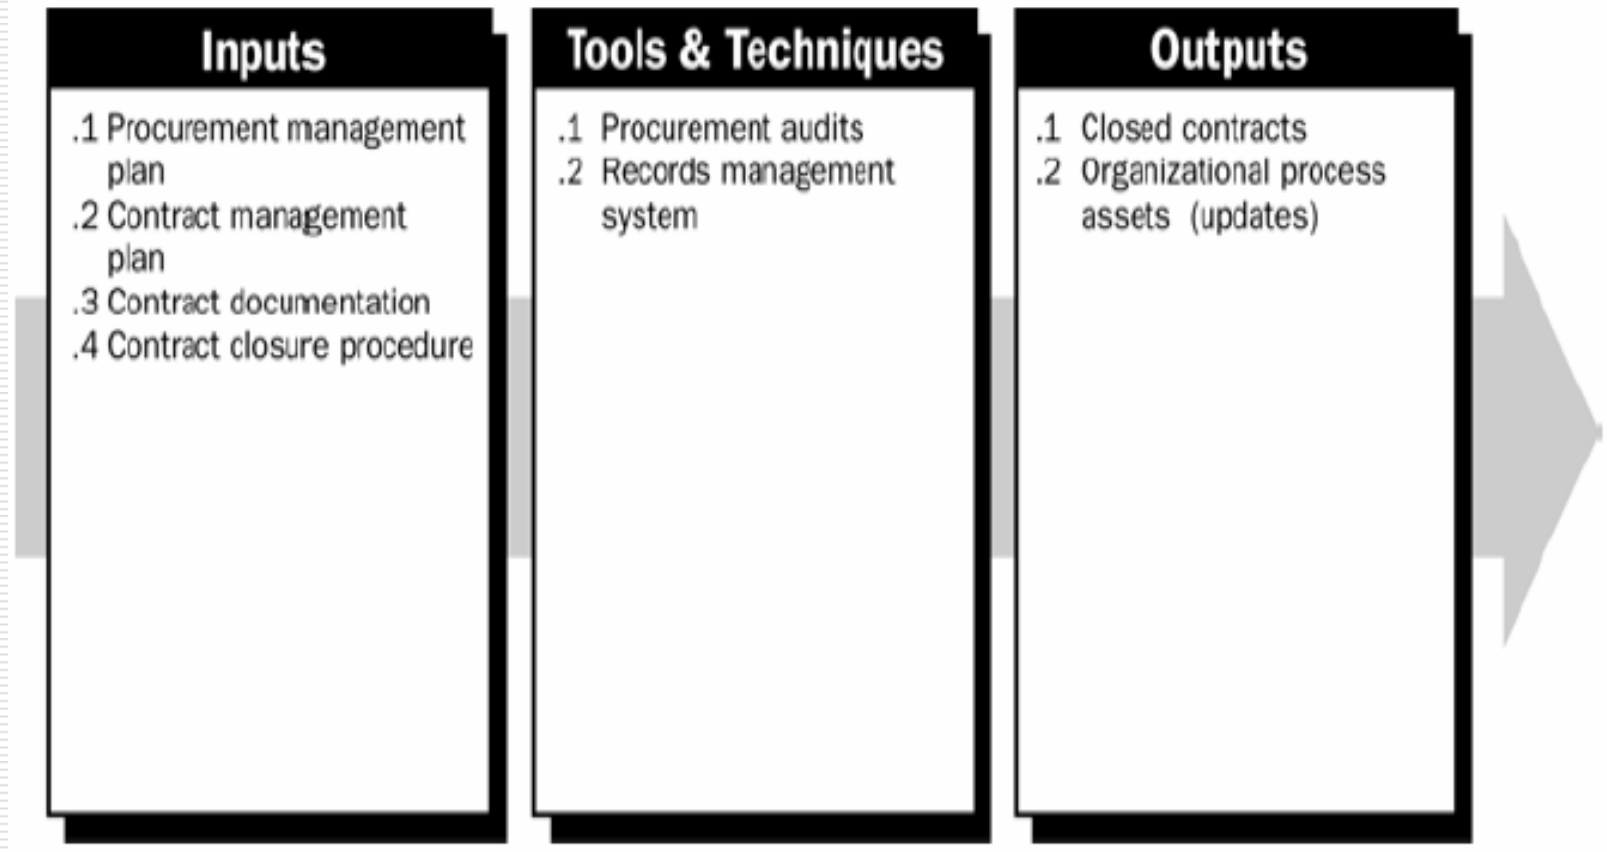 Inputs
.1 Procurement management
plan
.2 Contract management
plan
.3 Contract documentation
.4 Contract closure procedure
Tools & Techniques
.1 Procurement audits
.2 Records management
system
Outputs
.1 Closed contracts
.2 Organizational process
assets (updates)